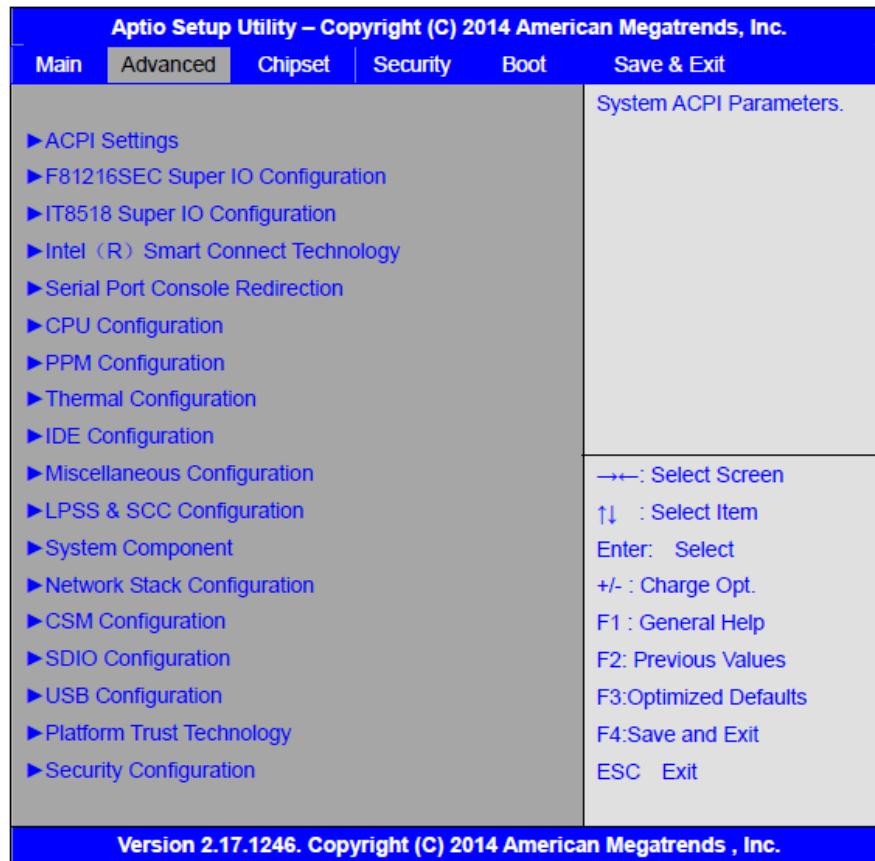 Aptio Setup Utility – Copyright (C) 2014 American Megatrends, Inc.
Main Advanced Chipset Security Boot Save & Exit
System ACPI Parameters.
►ACPI Settings
►F81216SEC Super IO Configuration
►IT8518 Super IO Configuration
►Intel（R）Smart Connect Technology
►Serial Port Console Redirection
►CPU Configuration
►PPM Configuration
►Thermal Configuration
►IDE Configuration
►Miscellaneous Configuration
►LPSS & SCC Configuration
►System Component
►Network Stack Configuration
►CSM Configuration
►SDIO Configuration
►USB Configuration
►Platform Trust Technology
►Security Configuration
→←: Select Screen
↑↓ : Select Item
Enter: Select
+/- : Charge Opt.
F1 : General Help
F2: Previous Values
F3:Optimized Defaults
F4:Save and Exit
ESC Exit
Version 2.17.1246. Copyright (C) 2014 American Megatrends , Inc.